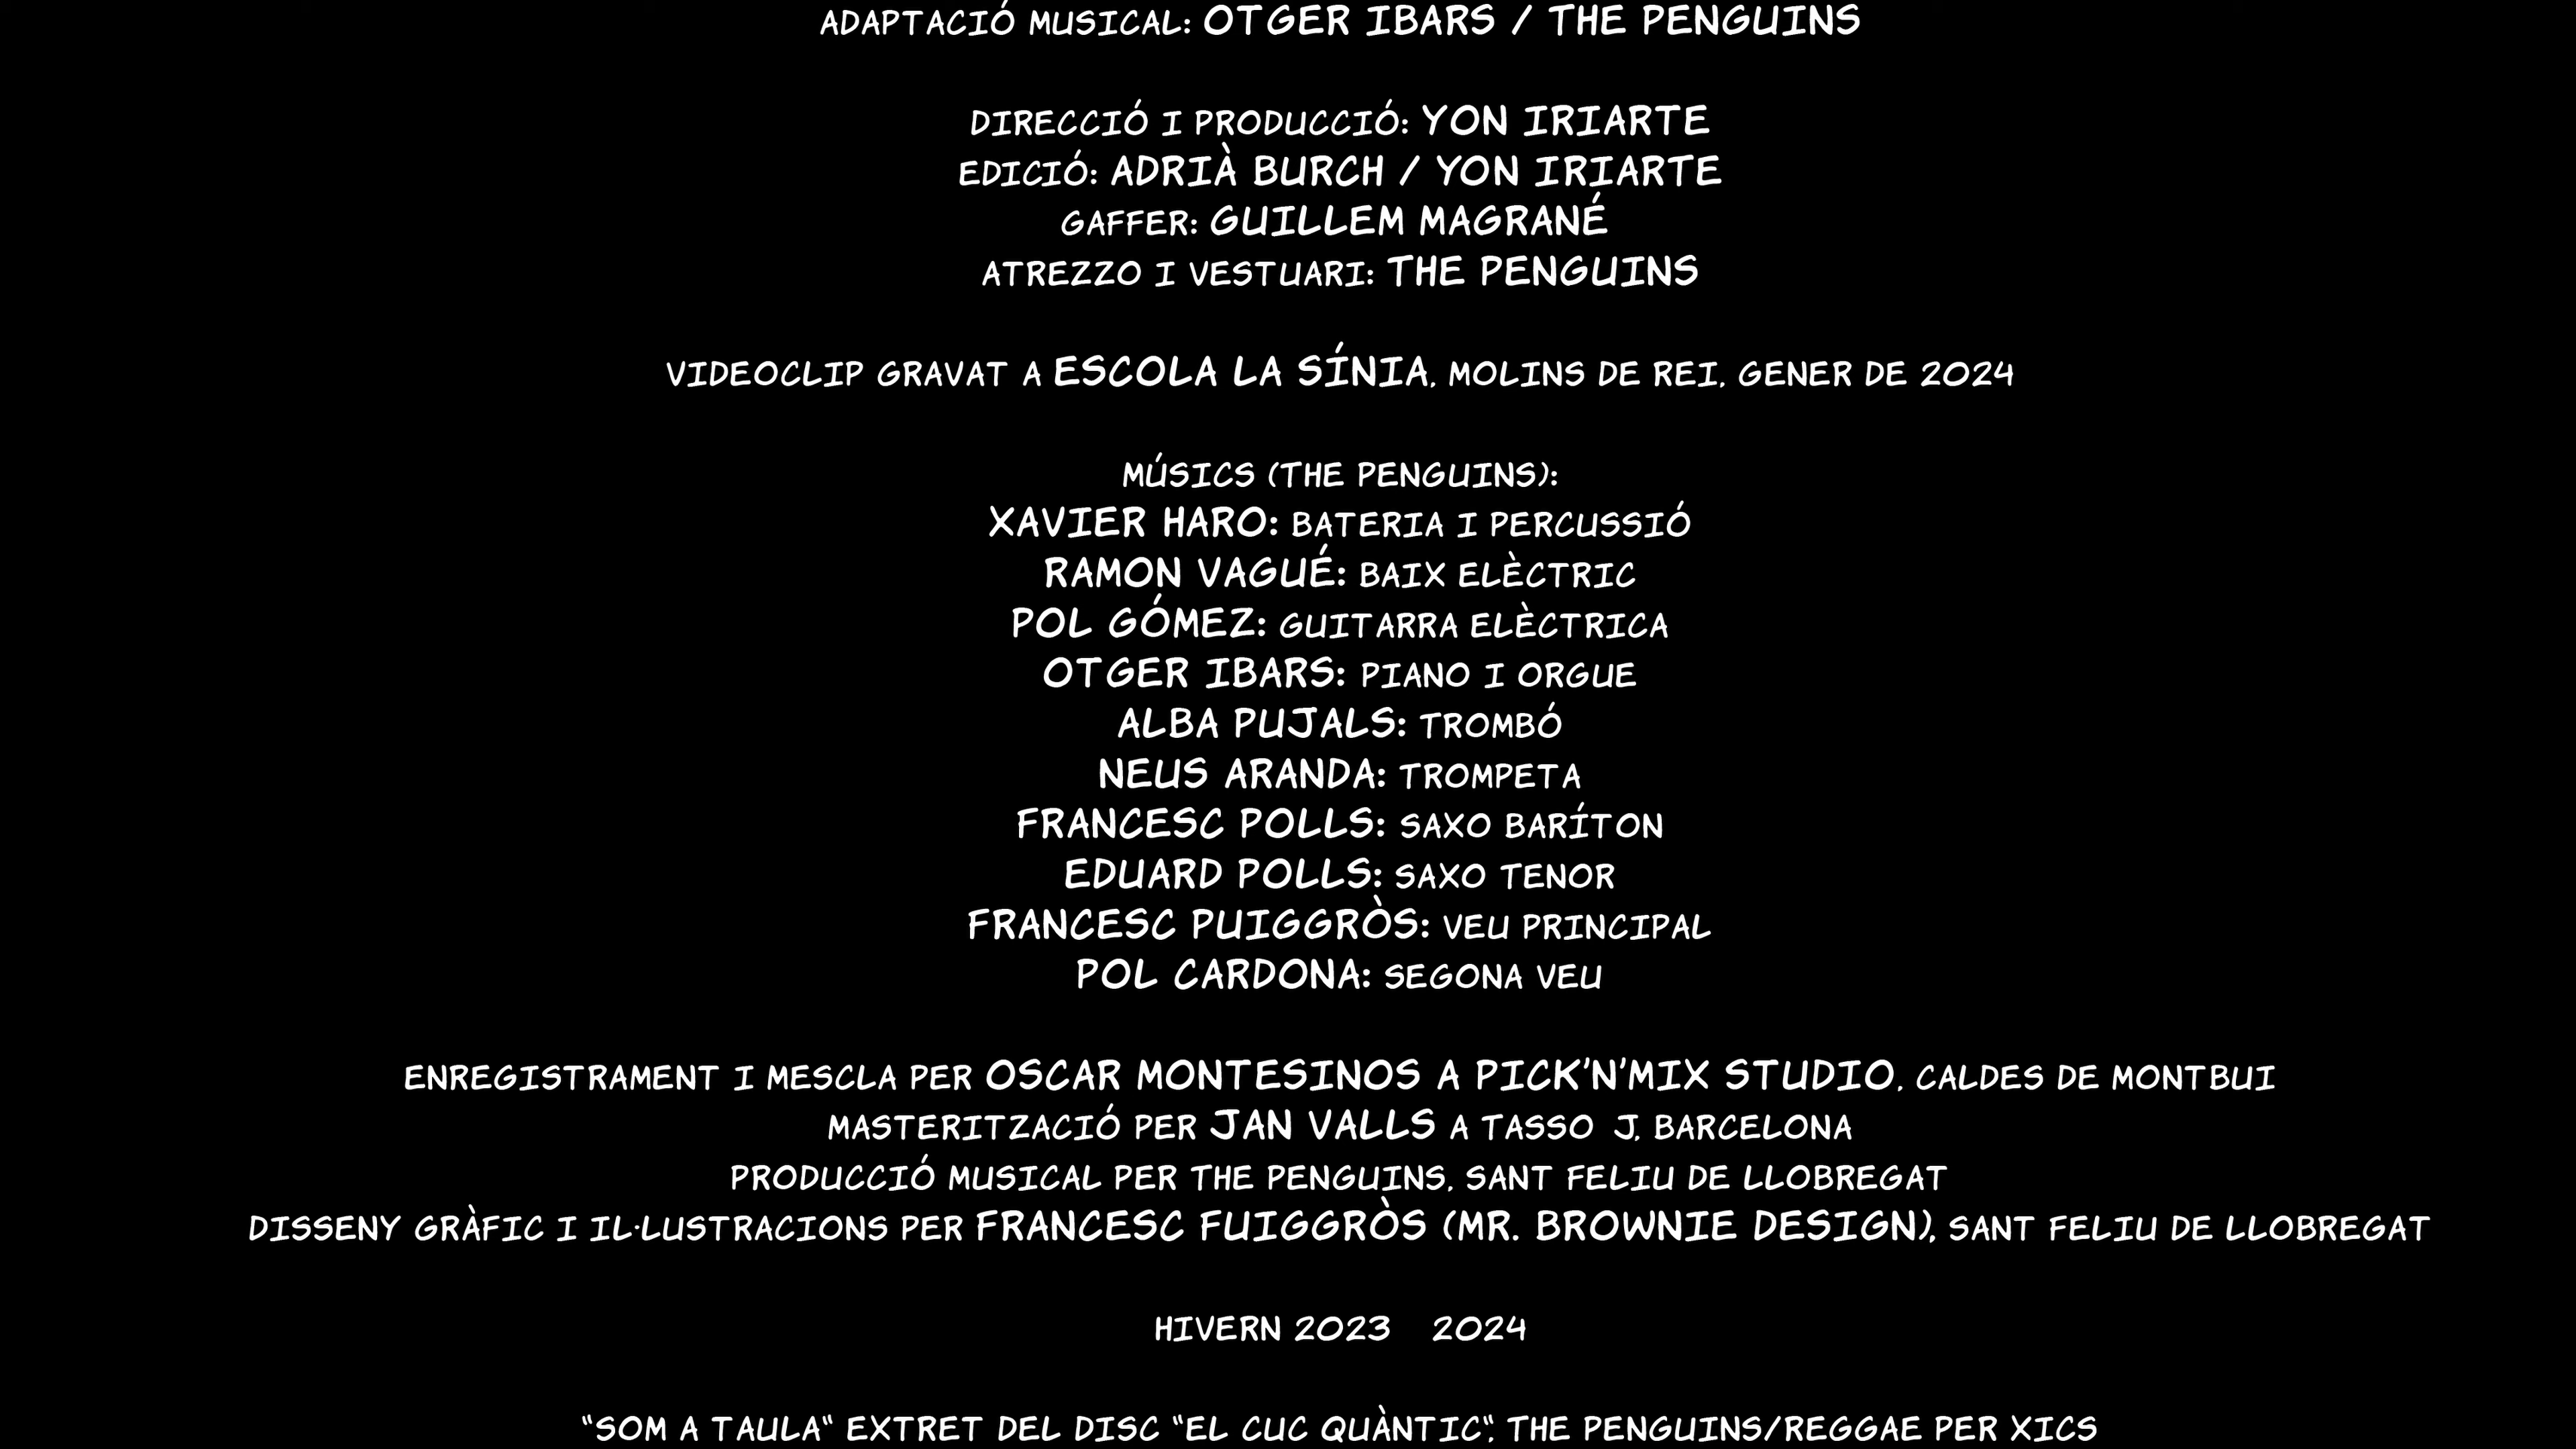 ADAPTACIÓ MUSICAL: OTGER IBARS / THE PENGUINS
DIRECCIÓ I PRODUCCIÓ: YON IRIARTE
EDICIÓ: ADRIÀ BURCH / YON IRIARTE
GAFFER: GUILLEM MAGRANÉ
ATREZZO I VESTUARI: THE PENGUINS
VIDEOCLIP GRAVAT A ESCOLA LA SÍNIA, MOLINS DE REI, GENER DE 2024
MÚSICS (THE PENGUINS):
XAVIER HARO: BATERIA I PERCUSSIÓ
RAMON VAGUÉ: BAIX ELÈCTRIC
POL GÓMEZ: GUITARRA ELÈCTRICA
OTGER IBARS: PIANO I ORGUE
ALBA PUJALS: TROMBÓ
NEUS ARANDA: TROMPETA
FRANCESC POLLS: SAXO BARÍTON
EDUARD POLLS: SAXO TENOR
FRANCESC PUIGGRÒS: VEU PRINCIPAL
POL CARDONA: SEGONA VEU
ENREGISTRAMENT I MESCLA PER OSCAR MONTESINOS A PICK'N'MIX STUDIO, CALDES DE MONTBUI
MASTERITZACIÓ PER JAN VALLS A TASSO J, BARCELONA
PRODUCCIÓ MUSICAL PER THE PENGUINS, SANT FELIU DE LLOBREGAT
DISSENY GRÀFIC I IL·LUSTRACIONS PER FRANCESC FUIGGRÒS (MR. BROWNIE DESIGN), SANT FELIU DE LLOBREGAT
HIVERN 2023 2024
"SOM A TAULA" EXTRET DEL DISC "EL CUC QUÀNTIC", THE PENGUINS/REGGAE PER XICS